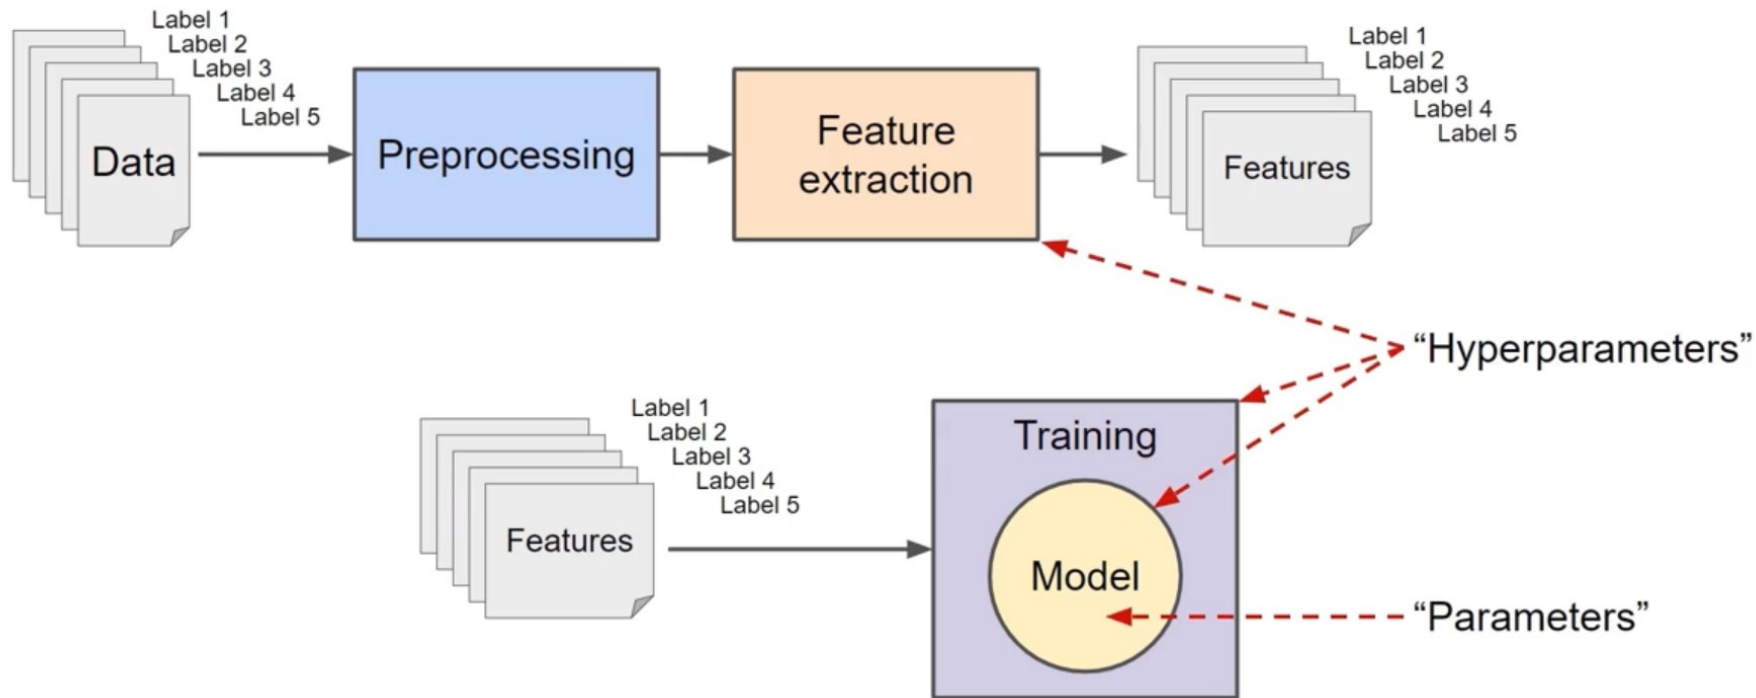 Label 1
Label 2
Label 3
Label 4
Label 5
Data
Preprocessing
Feature
extraction
Label 1
Label 2
Label 3
Label 4
Label 5
Features
“Hyperparameters”
Label 1
Label 2
Label 3
Label 4
Label 5
Features
Training
Model
“Parameters”